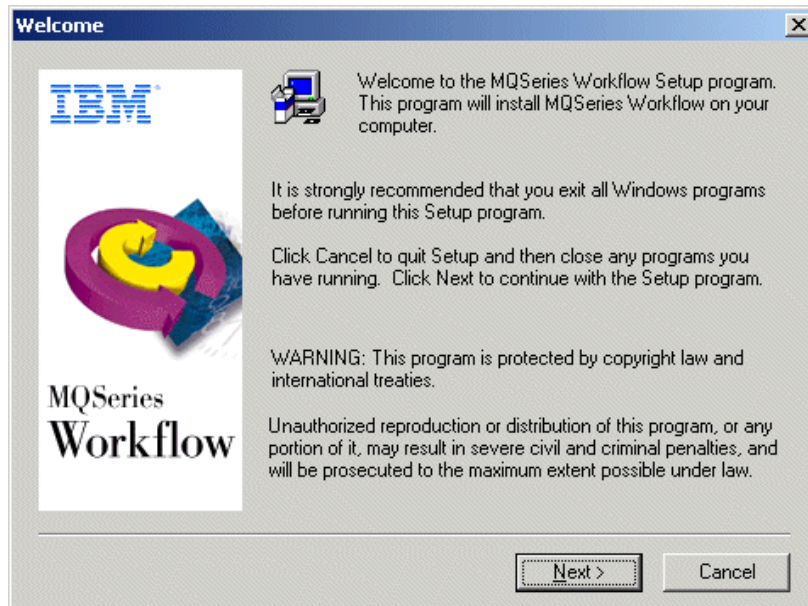 Welcome
IBM
Welcome to the MQSeries Workflow Setup program.
This program will install MQSeries Workflow on your
computer.
It is strongly recommended that you exit all Windows programs
before running this Setup program.
Click Cancel to quit Setup and then close any programs you
have running.  Click Next to continue with the Setup program.
WARNING: This program is protected by copyright law and
international treaties.
MQSeries
Workflow
Unauthorized reproduction or distribution of this program, or any
portion of it, may result in severe civil and criminal penalties, and
will be prosecuted to the maximum extent possible under law.
Next >
Cancel